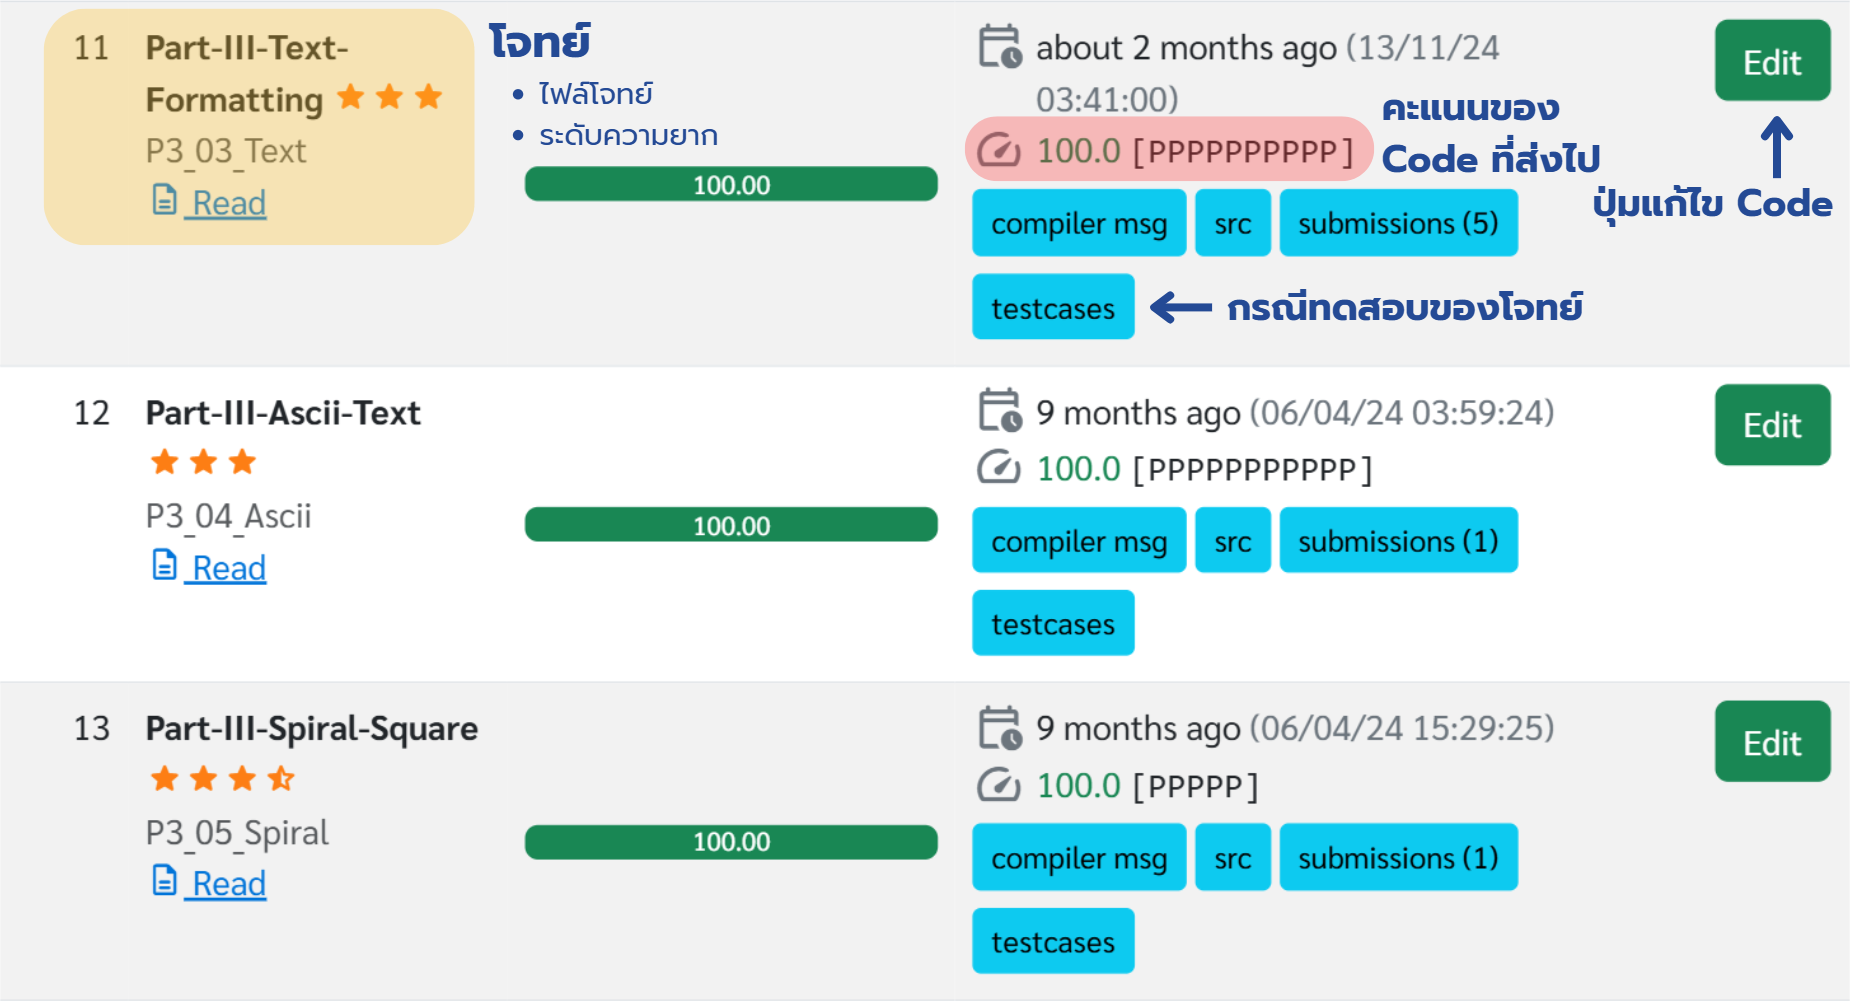 11
Part-III-Text-
Formatting
P3_03_Text
Read
โจทย์
• ไฟล์โจทย์
• ระดับความยาก
100.00
about 2 months ago (13/11/24
03:41:00)
100.0 [PPPPPPPPPP]
คะแนนของ
Code ที่ส่งไป
compiler msg
src
submissions (5)
testcases
กรณีทดสอบของโจทย์
Edit
ปุ่มแก้ไข Code
12
Part-III-Ascii-Text
P3_04_Ascii
Read
100.00
9 months ago (06/04/24 03:59:24)
100.0 [PPPPPPPPPPP]
compiler msg
src
submissions (1)
testcases
Edit
13
Part-III-Spiral-Square
P3_05_Spiral
Read
100.00
9 months ago (06/04/24 15:29:25)
100.0 [PPPPP]
compiler msg
src
submissions (1)
testcases
Edit